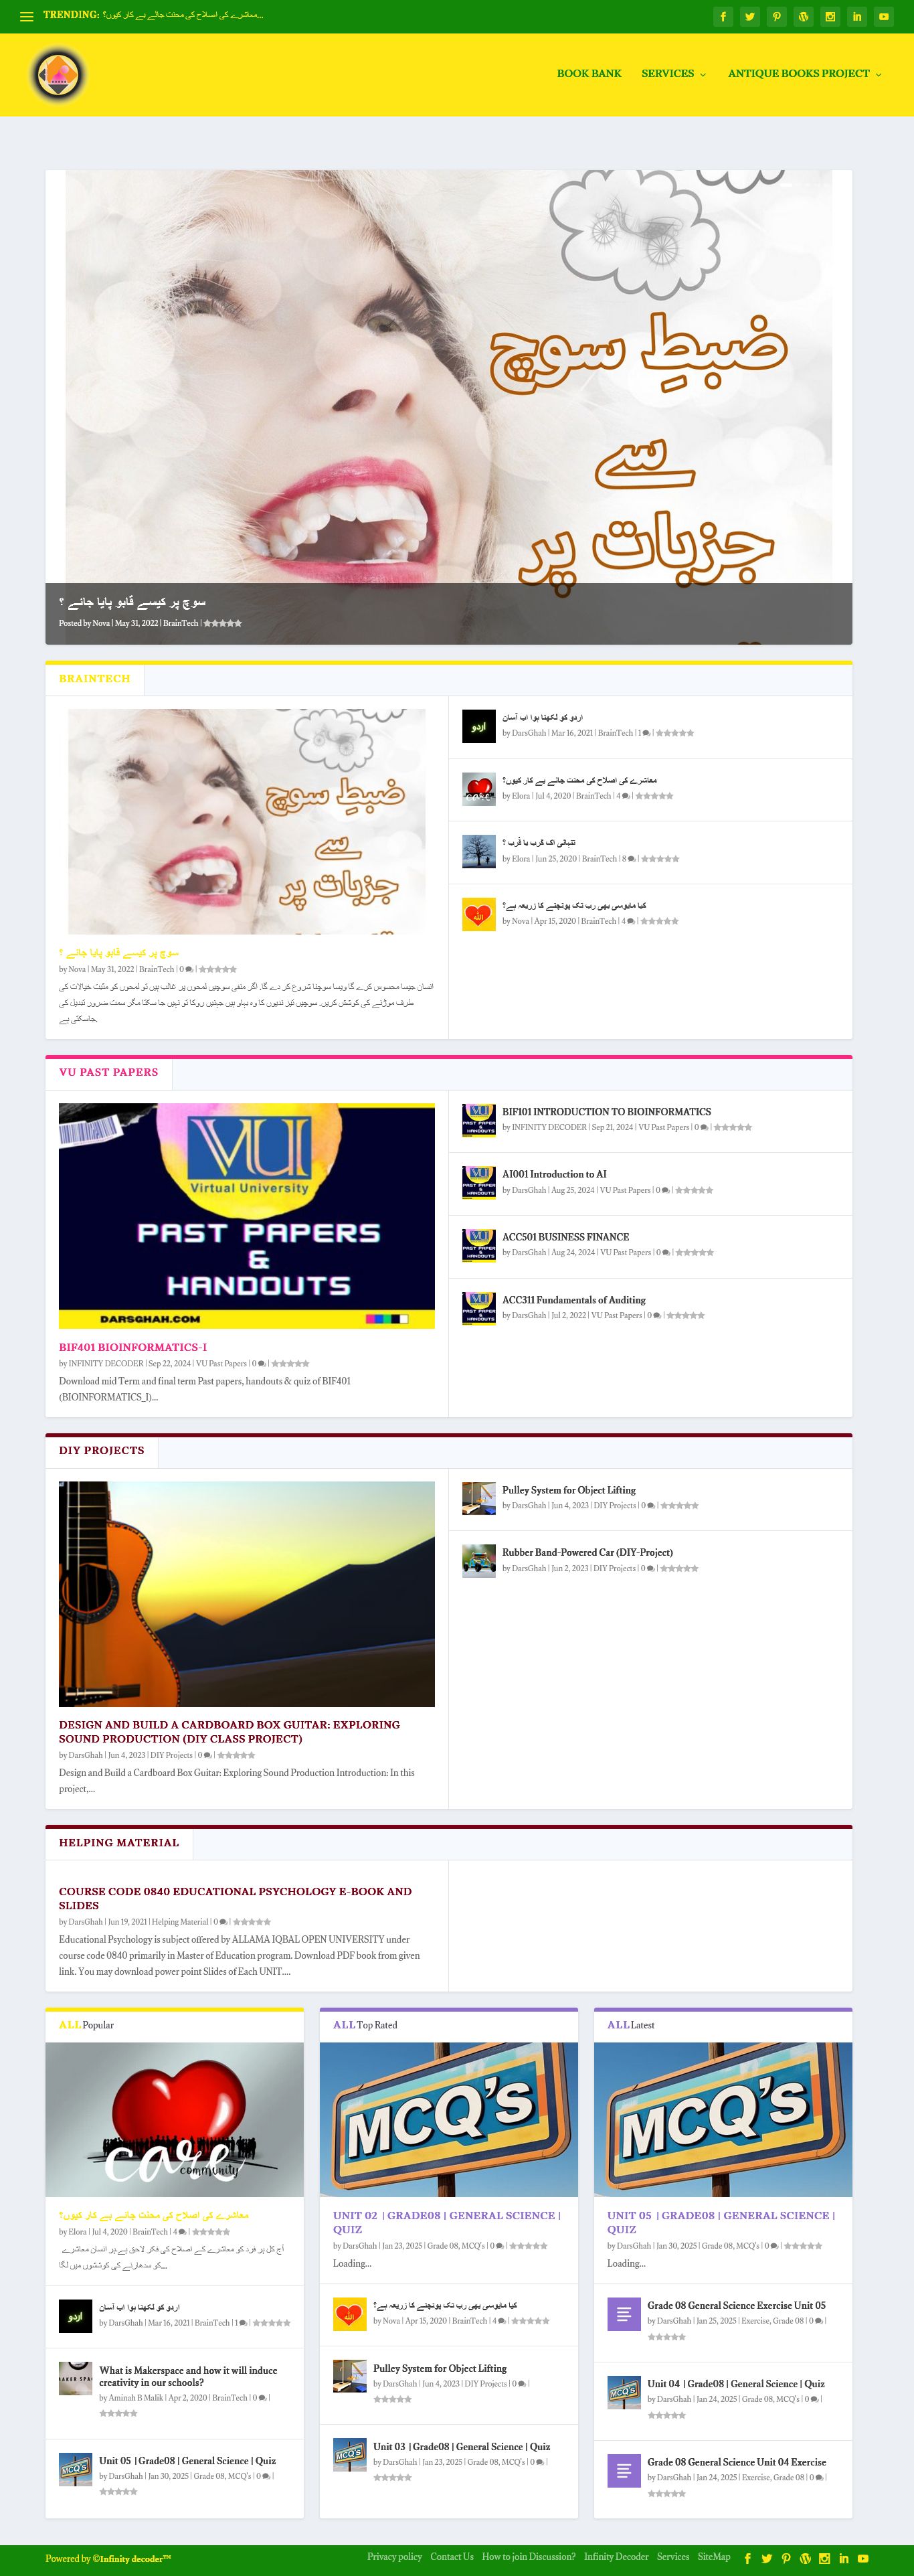 TRENDING: معاشرے کی اصلاح کی محنت جاتی ہے کار کیوں؟...
BOOK BANK SERVICES ANTIQUE BOOKS PROJECT
ضبطِ سوچ
سے
جزبات پر
سوچ پر کیسے قابو پایا جائے ؟
Posted by Nova | May 31, 2022 | BrainTech |
BRAINTECH
ضبطِ سوچ
سے
جزبات پر
سوچ پر کیسے قابو پایا جائے ؟
by Nova | May 31, 2022 | BrainTech | 0 |
انسان جیسا محسوس کرے گا ویسا سوچنا شروع کر دے گا. اگر منفی سوچیں لمحوں پر غالب ہیں تو لمحوں کو مثبت خیالات کی
طرف موڑنے کی کوشش کریں. سوچیں تیز ندیوں کا وہ بہاو ہیں جہنیں روکا تو نہیں جا سکتا مگر سمت ضرور تبدیل کی
جاسکتی ہے.
اردو
اردو کو لکھنا ہوا اب آسان
by DarsGhah | Mar 16, 2021 | BrainTech | 1 |
care
معاشرے کی اصلاح کی محنت جاتی ہے کار کیوں؟
by Elora | Jul 4, 2020 | BrainTech | 4 |
تنہائی اک کرب یا قُرب ؟
by Elora | Jun 25, 2020 | BrainTech | 8 |
الله
کیا مایوسی بھی رب تک پہنچنے کا زریعہ ہے؟
by Nova | Apr 15, 2020 | BrainTech | 4 |
VU PAST PAPERS
VU
Virtual University
PAST PAPERS
&
HANDOUTS
DARSGHAH.COM
BIF401 BIOINFORMATICS-I
by INFINITY DECODER | Sep 22, 2024 | VU Past Papers | 0 |
Download mid Term and final term Past papers, handouts & quiz of BIF401
(BIOINFORMATICS_I)...
BIF101 INTRODUCTION TO BIOINFORMATICS
by INFINITY DECODER | Sep 21, 2024 | VU Past Papers | 0 |
AI001 Introduction to AI
by DarsGhah | Aug 25, 2024 | VU Past Papers | 0 |
ACC501 BUSINESS FINANCE
by DarsGhah | Aug 24, 2024 | VU Past Papers | 0 |
ACC311 Fundamentals of Auditing
by DarsGhah | Jul 2, 2022 | VU Past Papers | 0 |
DIY PROJECTS
DESIGN AND BUILD A CARDBOARD BOX GUITAR: EXPLORING
SOUND PRODUCTION (DIY CLASS PROJECT)
by DarsGhah | Jun 4, 2023 | DIY Projects | 0 |
Design and Build a Cardboard Box Guitar: Exploring Sound Production Introduction: In this
project,...
Pulley System for Object Lifting
by DarsGhah | Jun 4, 2023 | DIY Projects | 0 |
Rubber Band-Powered Car (DIY-Project)
by DarsGhah | Jun 2, 2023 | DIY Projects | 0 |
HELPING MATERIAL
COURSE CODE 0840 EDUCATIONAL PSYCHOLOGY E-BOOK AND
SLIDES
by DarsGhah | Jun 19, 2021 | Helping Material | 0 |
Educational Psychology is subject offered by ALLAMA IQBAL OPEN UNIVERSITY under
course code 0840 primarily in Master of Education program. Download PDF book from given
link. You may download power point Slides of Each UNIT....
ALL Popular
care
community
معاشرے کی اصلاح کی محنت جاتی ہے کار کیوں؟
by Elora | Jul 4, 2020 | BrainTech | 4 |
آج کل ہر فرد کو معاشرے کے اصلاح کی فکر لاحق ہے.ہر انسان معاشرے
کو سدھارنے کی کوششوں میں لگا...
اردو
اردو کو لکھنا ہوا اب آسان
by DarsGhah | Mar 16, 2021 | BrainTech | 1 |
What is Makerspace and how it will induce
creativity in our schools?
by Aminah B Malik | Apr 2, 2020 | BrainTech | 0 |
MCQ'S
Unit 05 | Grade08 | General Science | Quiz
by DarsGhah | Jan 30, 2025 | Grade 08, MCQ's | 0 |
ALL Top Rated
MCQ'S
UNIT 02 | GRADE08 | GENERAL SCIENCE |
QUIZ
by DarsGhah | Jan 23, 2025 | Grade 08, MCQ's | 0 |
Loading...
الله
کیا مایوسی بھی رب تک پہنچنے کا زریعہ ہے؟
by Nova | Apr 15, 2020 | BrainTech | 4 |
Pulley System for Object Lifting
by DarsGhah | Jun 4, 2023 | DIY Projects | 0 |
MCQ'S
Unit 03 | Grade08 | General Science | Quiz
by DarsGhah | Jan 23, 2025 | Grade 08, MCQ's | 0 |
ALL Latest
MCQ'S
UNIT 05 | GRADE08 | GENERAL SCIENCE |
QUIZ
by DarsGhah | Jan 30, 2025 | Grade 08, MCQ's | 0 |
Loading...
Grade 08 General Science Exercise Unit 05
by DarsGhah | Jan 25, 2025 | Exercise, Grade 08 | 0 |
MCQ'S
Unit 04 | Grade08 | General Science | Quiz
by DarsGhah | Jan 24, 2025 | Grade 08, MCQ's | 0 |
Grade 08 General Science Unit 04 Exercise
by DarsGhah | Jan 24, 2025 | Exercise, Grade 08 | 0 |
Powered by ©Infinity decoder™
Privacy policy Contact Us How to join Discussion? Infinity Decoder Services SiteMap